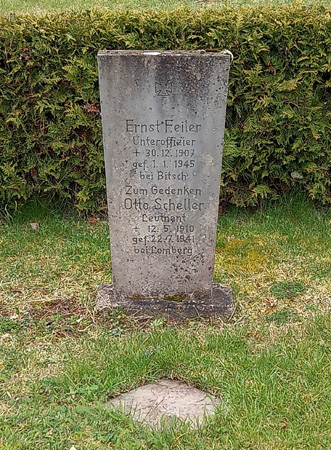 Ernst Feiler
Unteroffizier
+ 30.12.1907
gef. 1.1.1945
bei Bitsch
Zum Gedenken
Otto Scheller
Leutnant
+ 12.5.1910
gef. 22.7.1941
bei Lomberg